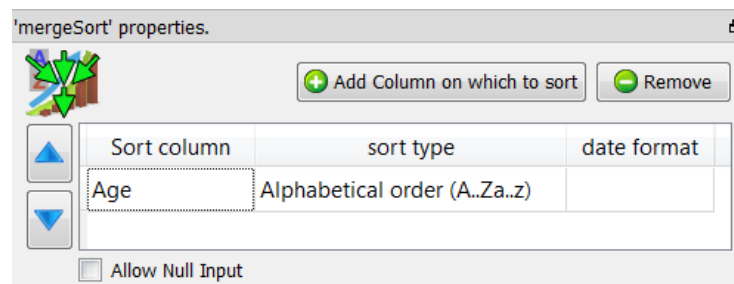 'mergeSort' properties.
Add Column on which to sort Remove
Sort column sort type date format
Age Alphabetical order (A..Za..z)
Allow Null Input